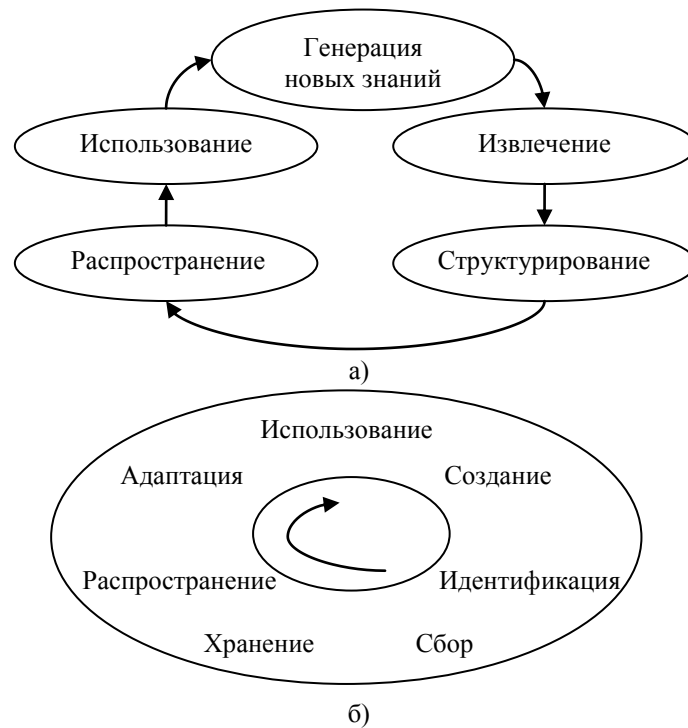 Генерация
новых знаний
Использование
Извлечение
Распространение
Структурирование
а)
Использование
Адаптация
Создание
Распространение
Идентификация
Хранение
Сбор
б)